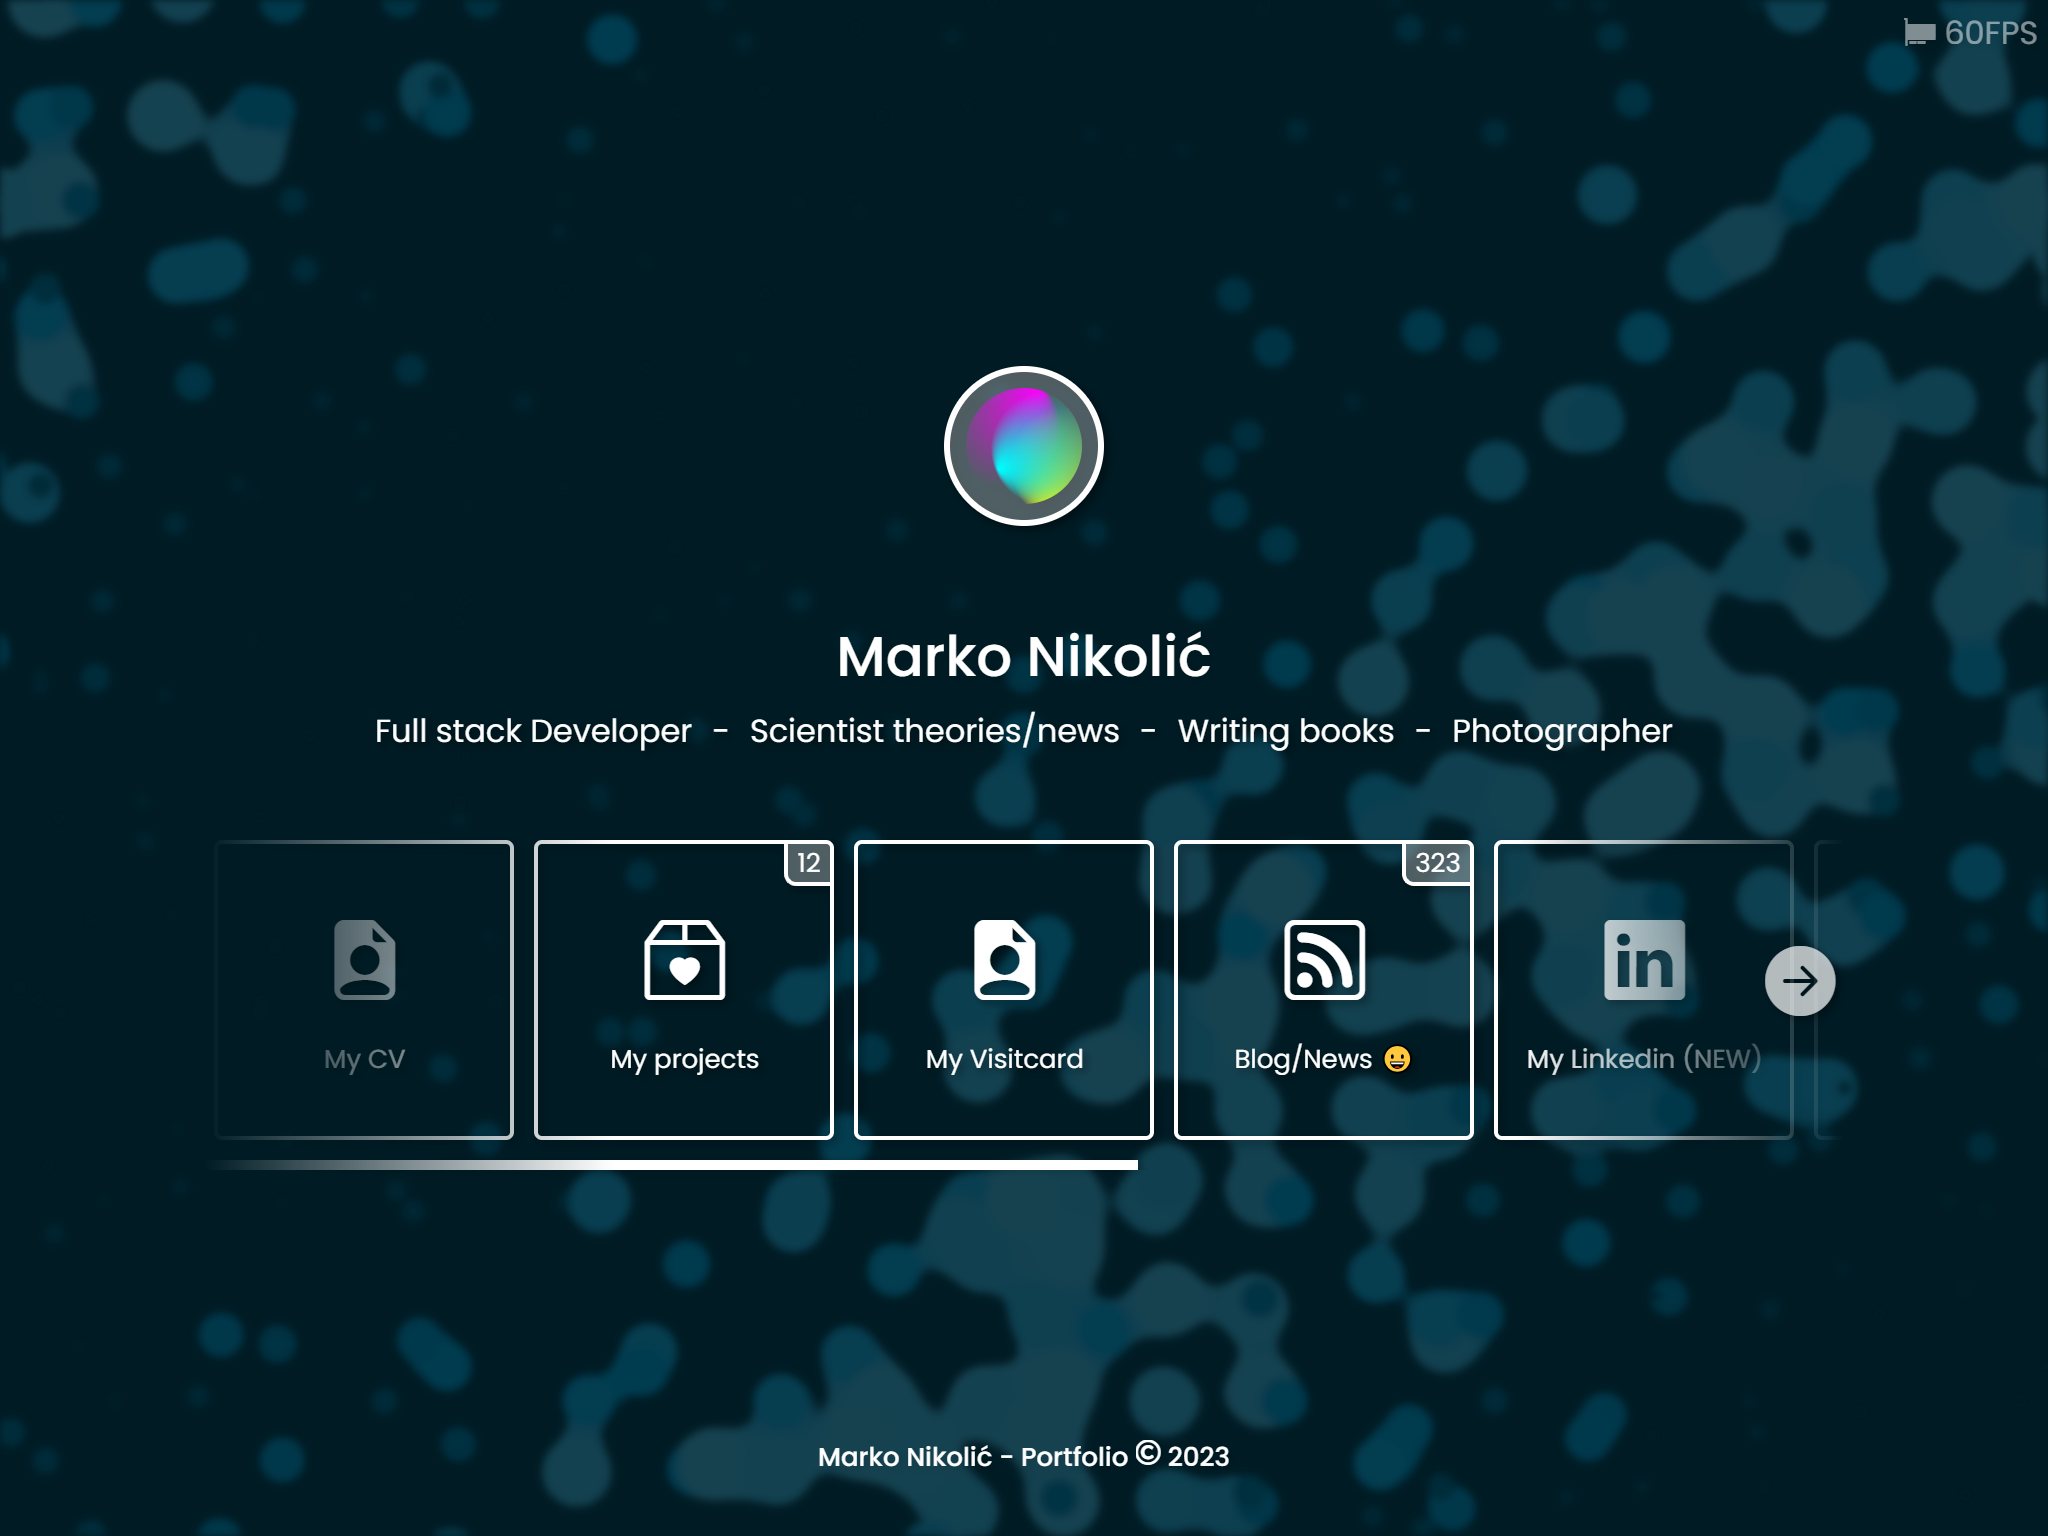 60FPS
Marko Nikolić
Full stack Developer - Scientist theories/news - Writing books - Photographer
12
323
My CV
My projects
My Visitcard
Blog/News 😀
in
My Linkedin (NEW)
Marko Nikolić - Portfolio © 2023